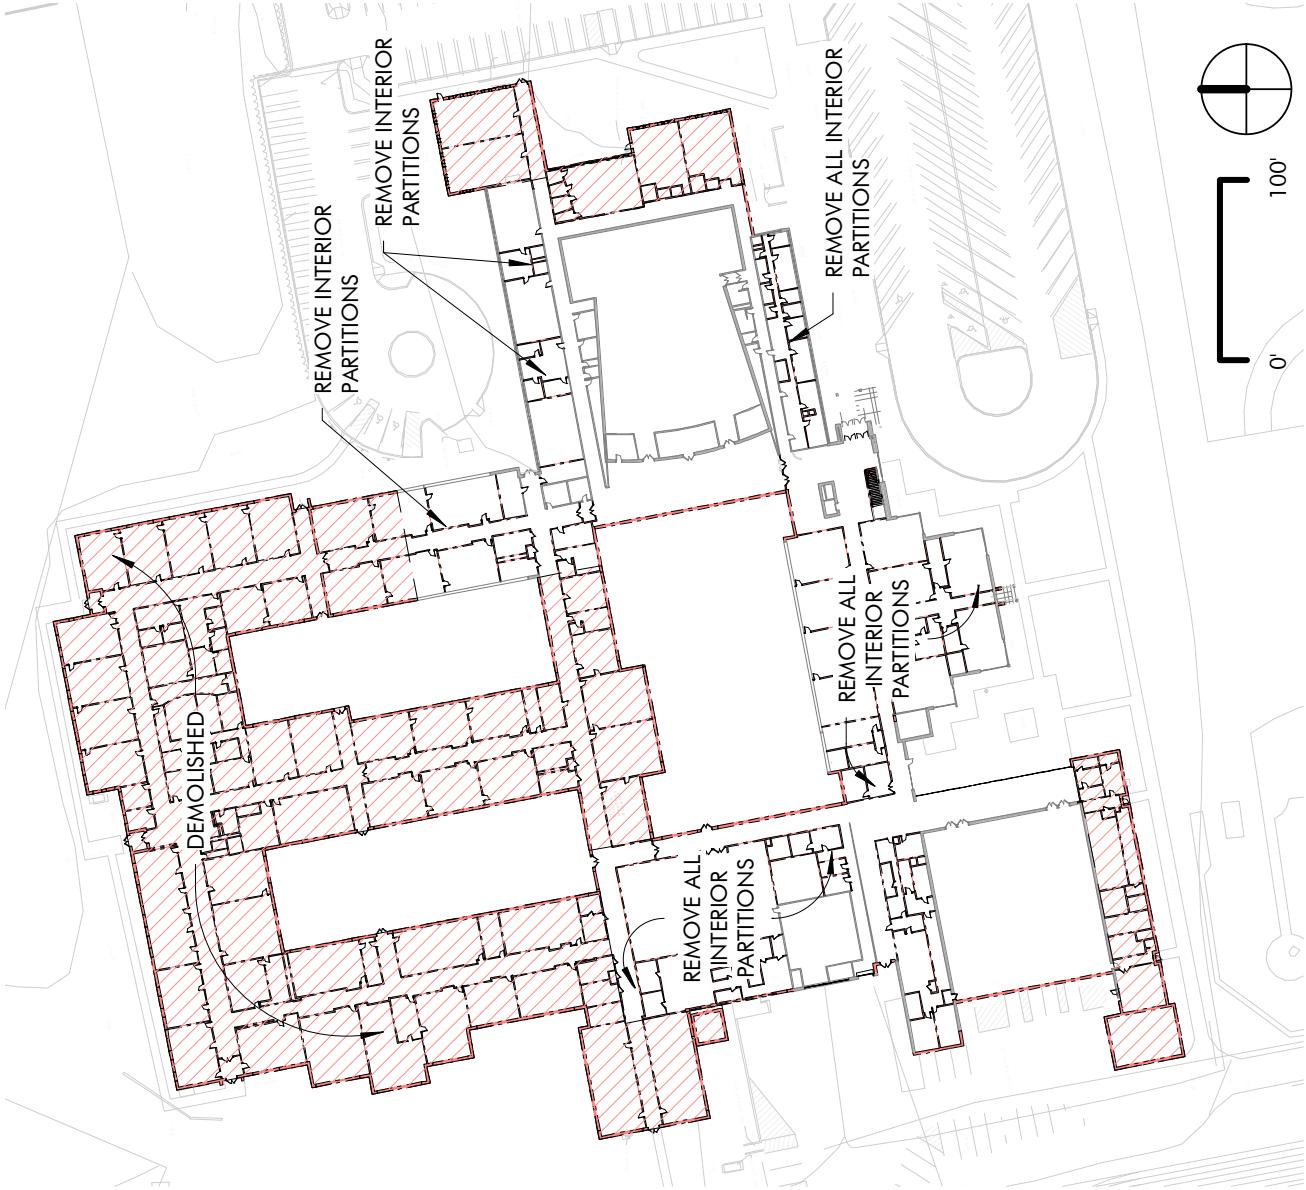 REMOVE INTERIOR
PARTITIONS
REMOVE INTERIOR
PARTITIONS
REMOVE ALL INTERIOR
PARTITIONS
DEMOLISHED
REMOVE ALL
INTERIOR
PARTITIONS
REMOVE ALL
INTERIOR
PARTITIONS
0'
100'